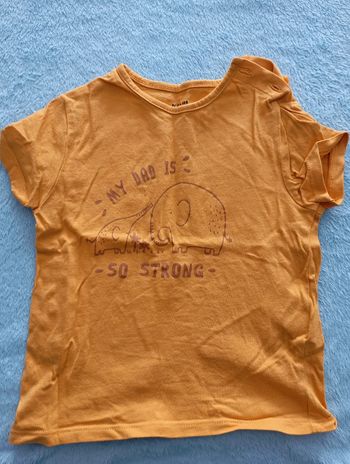 MY DAD IS
- SO STRONG -